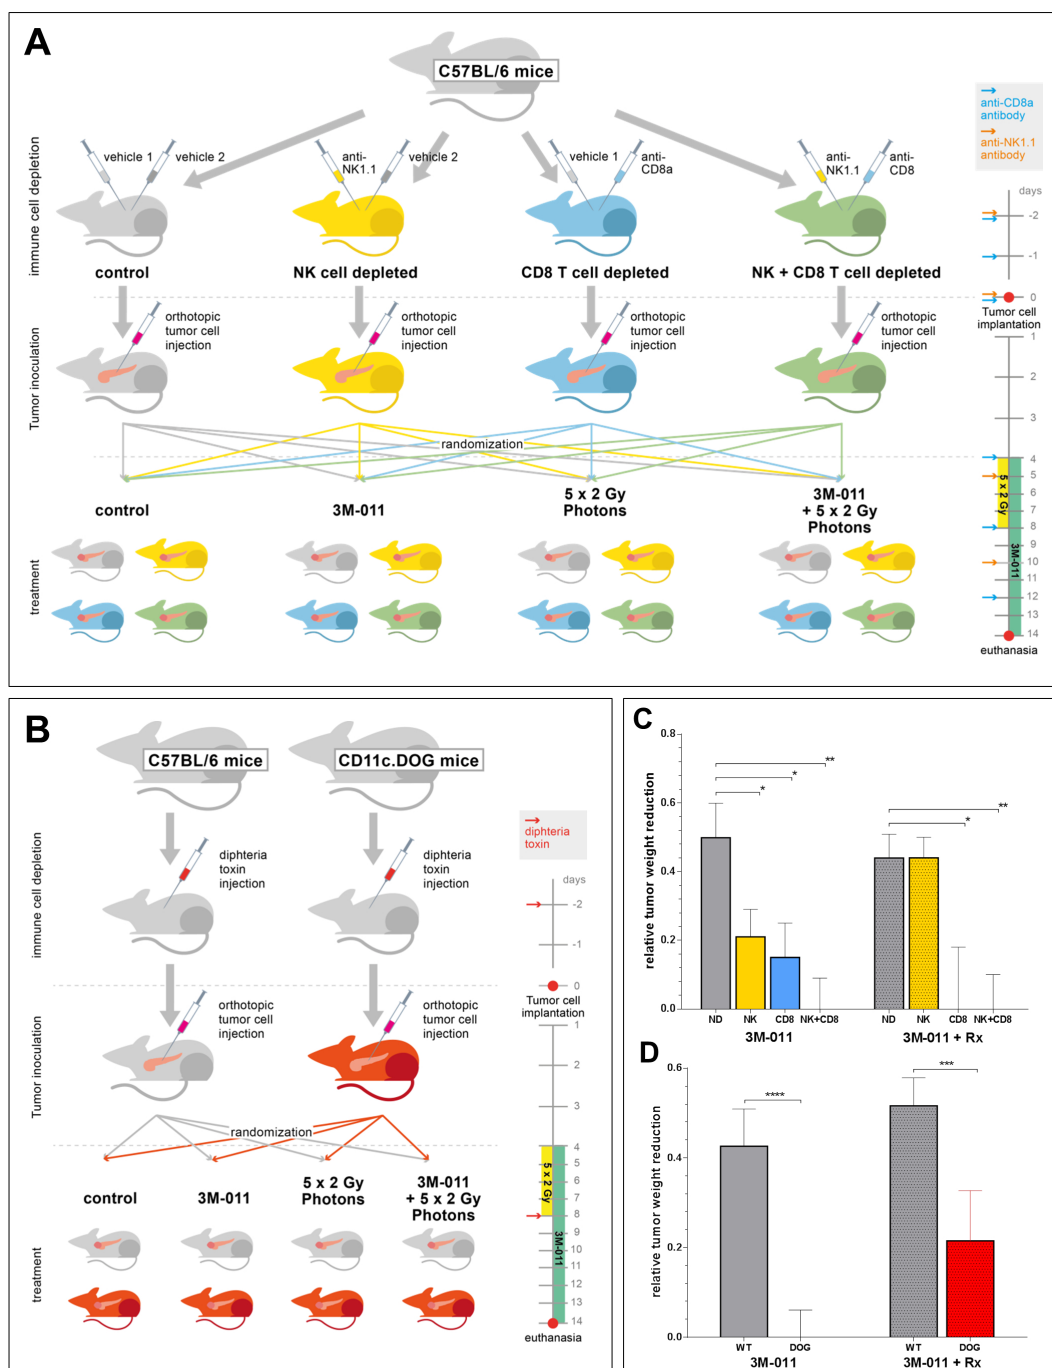 A
C57BL/6 mice
immune cell depletion
vehicle 1
vehicle 2
anti-
NK1.1
vehicle 2
vehicle 1
anti-
CD8a
anti-
NK1.1
anti-
CD8
control
NK cell depleted
CD8 T cell depleted
NK + CD8 T cell depleted
Tumor inoculation
orthotopic
tumor cell
injection
orthotopic
tumor cell
injection
orthotopic
tumor cell
injection
orthotopic
tumor cell
injection
randomization
treatment
control
3M-011
5 x 2 Gy
Photons
3M-011
+ 5 x 2 Gy
Photons
anti-CD8a
antibody
anti-NK1.1
antibody
days
-2
-1
0
Tumor cell
implantation
1
2
3
4
5
6
7
8
9
10
11
12
13
14
5 x 2 Gy
3M-011
euthanasia
B
C57BL/6 mice
CD11c.DOG mice
immune cell depletion
diphteria
toxin
injection
diphteria
toxin
injection
Tumor inoculation
orthotopic
tumor cell
injection
orthotopic
tumor cell
injection
randomization
treatment
control
3M-011
5 x 2 Gy
Photons
3M-011
+ 5 x 2 Gy
Photons
diphteria
toxin
days
-2
-1
0
Tumor cell
implantation
1
2
3
4
5
6
7
8
9
10
11
12
13
14
5 x 2 Gy
3M-011
euthanasia
C
relative tumor weight reduction
0.8
0.6
0.4
0.2
0.0
*
*
**
*
**
ND
NK
CD8
NK+CD8
ND
NK
CD8
NK+CD8
3M-011
3M-011 + Rx
D
relative tumor weight reduction
0.6
0.4
0.2
0.0
****
***
WT
DOG
WT
DOG
3M-011
3M-011 + Rx